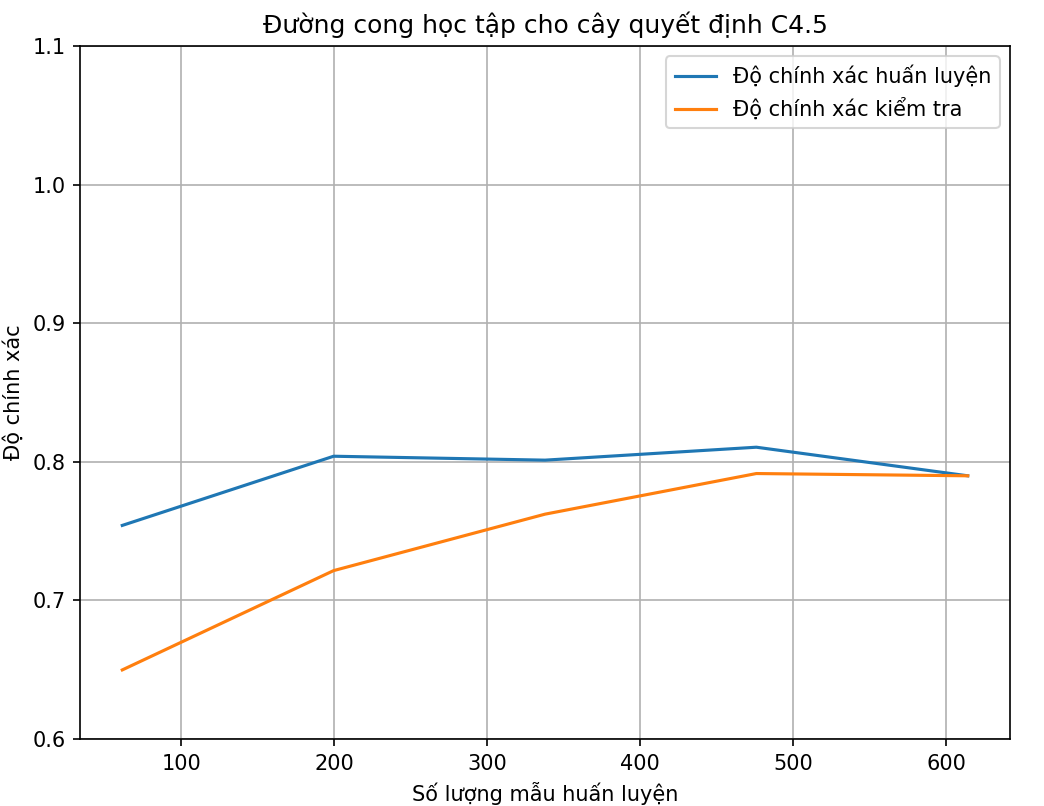 Đường cong học tập cho cây quyết định C4.5
Độ chính xác huấn luyện
Độ chính xác kiểm tra
1.1
1.0
0.9
0.8
0.7
0.6
Độ chính xác
100 200 300 400 500 600
Số lượng mẫu huấn luyện